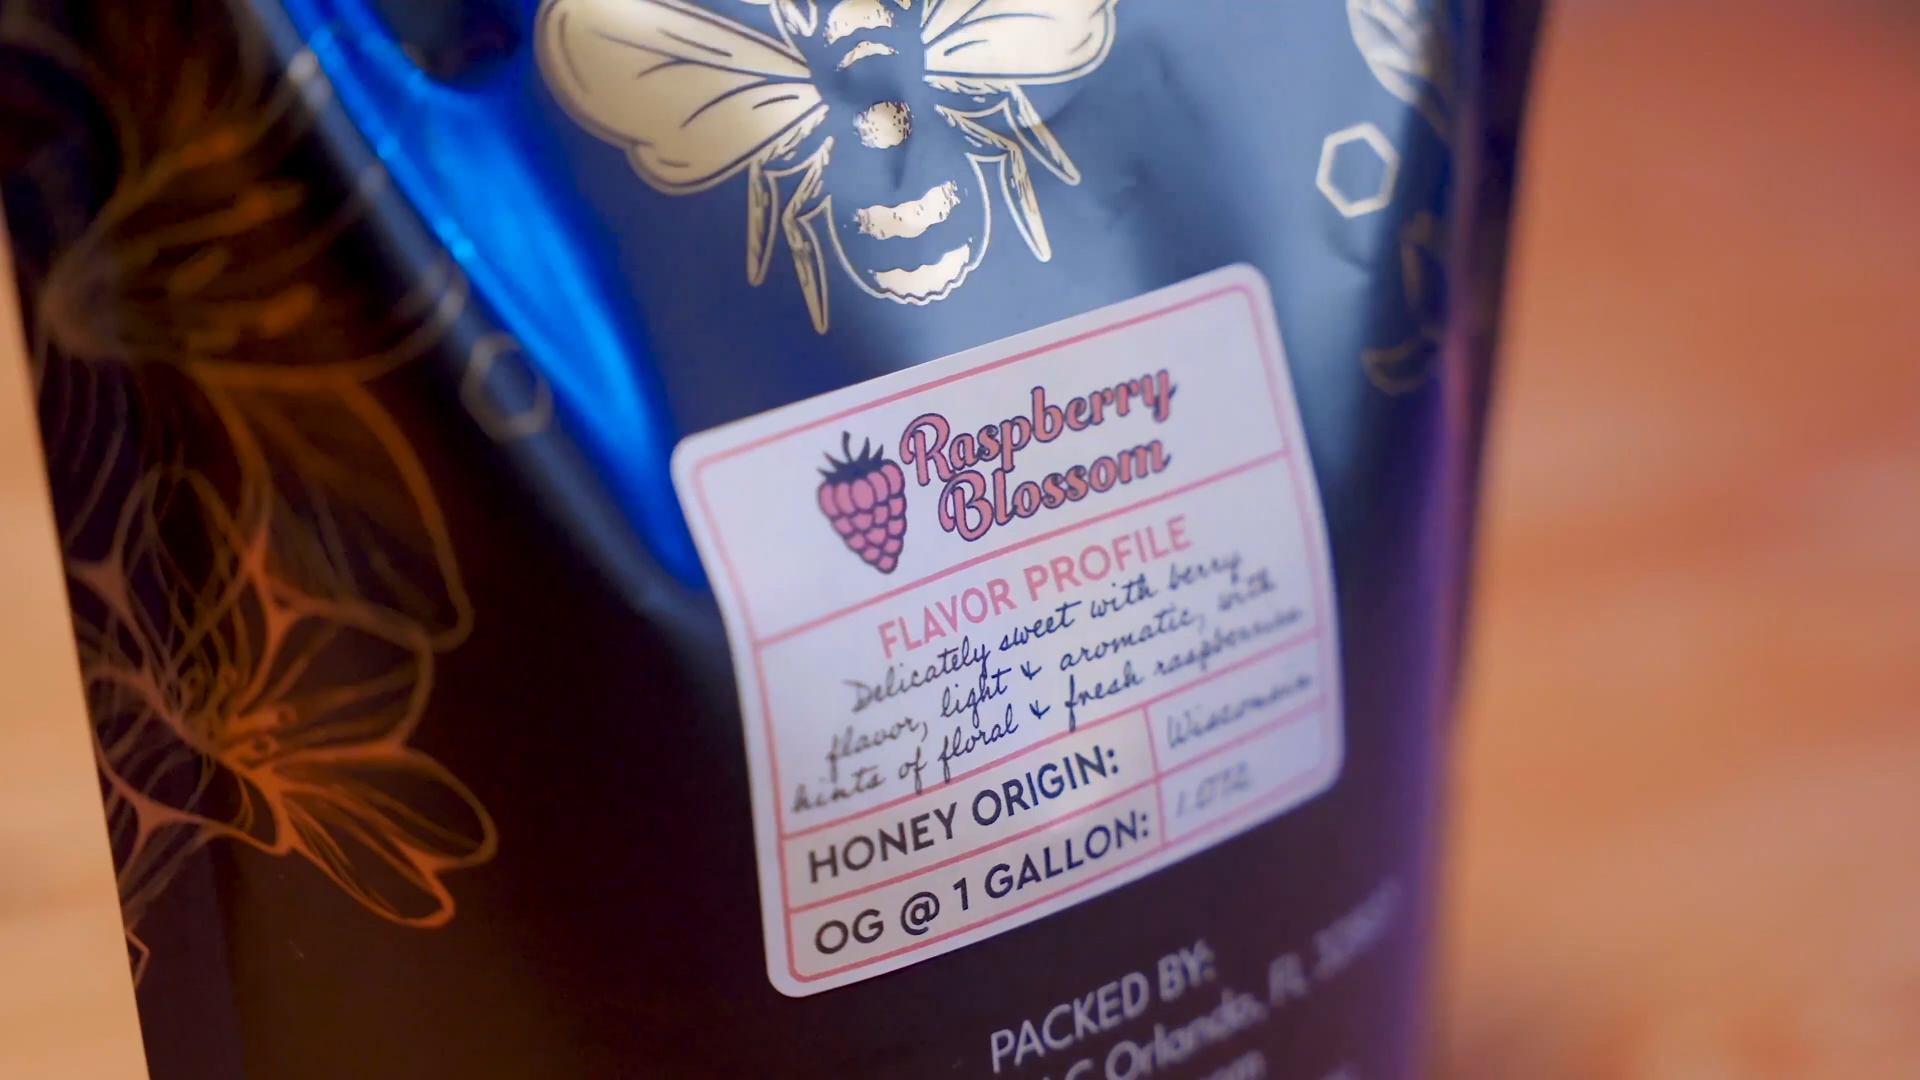 Raspberry
Blossom
FLAVOR PROFILE
Delicately sweet with berry
flavor, light & aromatic, with
hints of floral & fresh raspberries.
HONEY ORIGIN: Wisconsin
OG @ 1 GALLON: 1.072
PACKED BY:
Orlando, FL